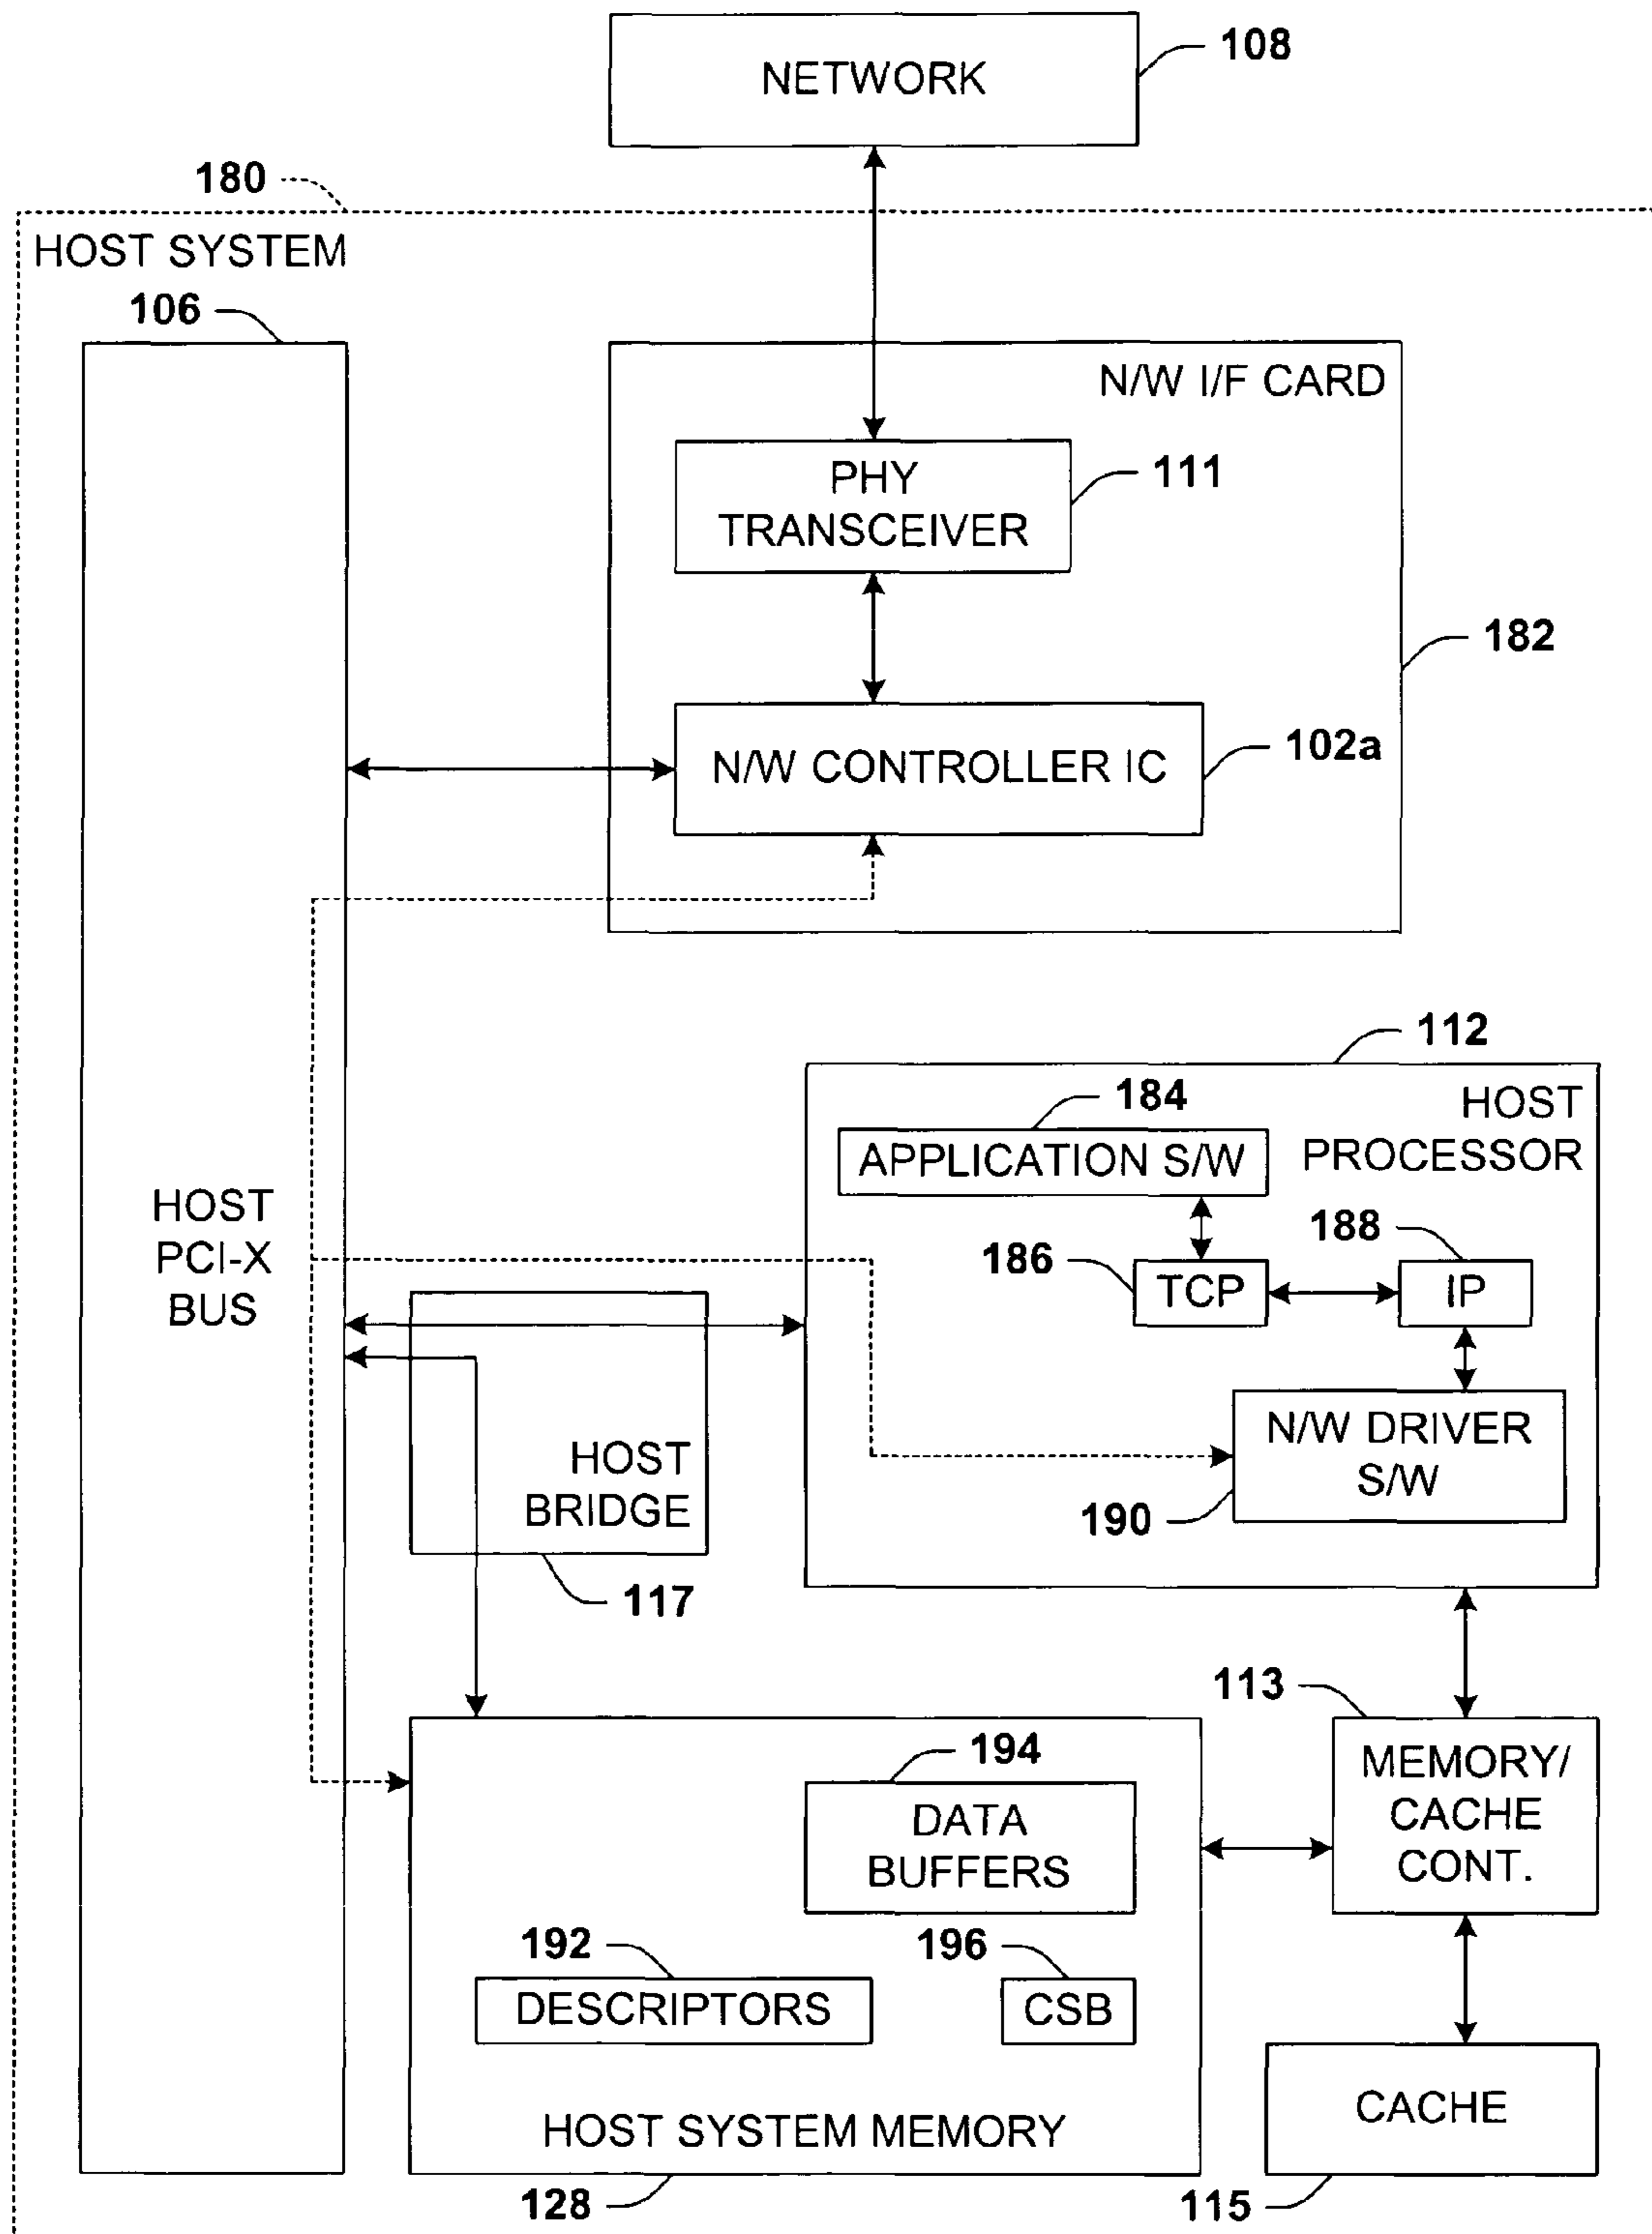 108
NETWORK
180
HOST SYSTEM
106
N/W I/F CARD
PHY
TRANSCEIVER
111
182
N/W CONTROLLER IC
102a
112
184
HOST
PROCESSOR
APPLICATION S/W
HOST
PCI-X
BUS
186
TCP
188
IP
N/W DRIVER
S/W
190
HOST
BRIDGE
117
113
MEMORY/
CACHE
CONT.
194
DATA
BUFFERS
192
DESCRIPTORS
196
CSB
HOST SYSTEM MEMORY
128
CACHE
115